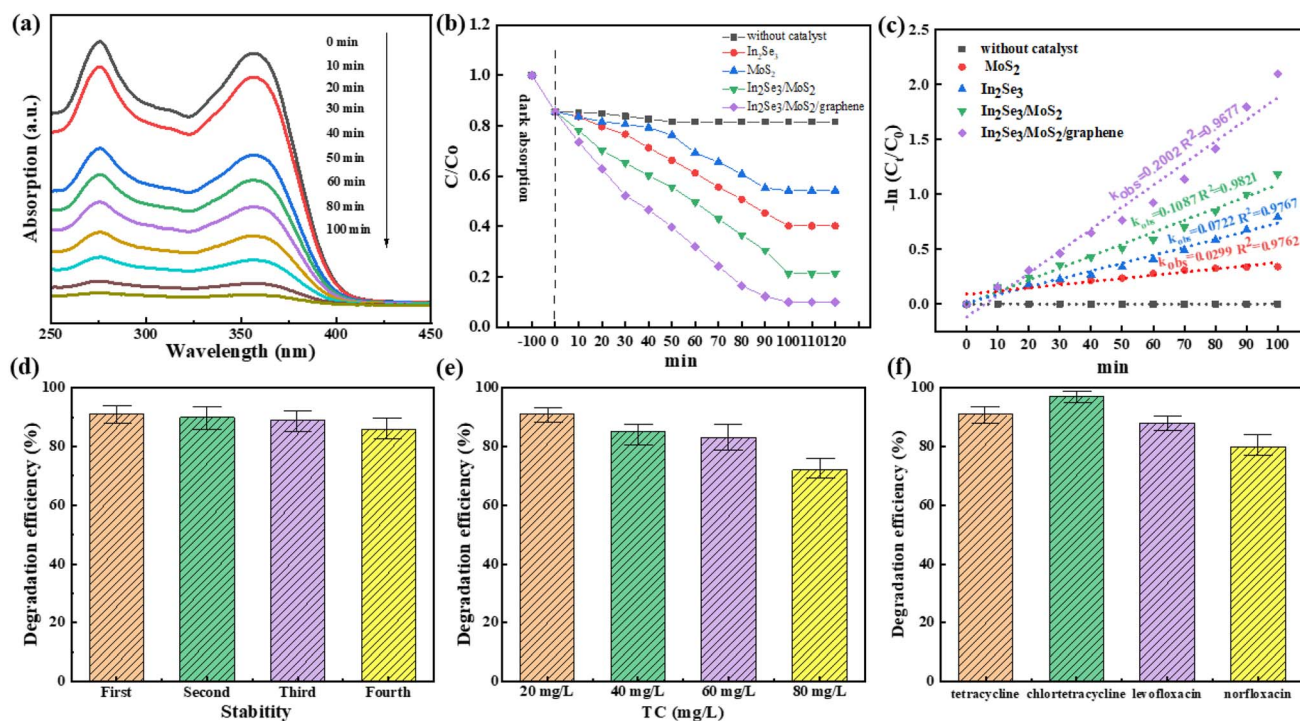 (a)
Absorption (a.u.)
0 min
10 min
20 min
30 min
40 min
50 min
60 min
80 min
100 min
250 300 350 400 450
Wavelength (nm)
(b)
C/Co
1.2
1.0
0.8
0.6
0.4
0.2
0.0
dark absorption
without catalyst
In₂Se₃
MoS₂
In2Se3/MoS₂
In2Se3/MoS2/graphene
-100 0 10 20 30 40 50 60 70 80 90 100110120
min
(c)
-ln (Cₜ/C₀)
2.5
2.0
1.5
1.0
0.5
0.0
without catalyst
MoS₂
In₂Se₃
In2Se3/MoS₂
In2Se3/MoS2/graphene
kobs=0.2002 R²=0.9677
kobs=0.1087 R²=0.9821
kobs=0.0722 R²=0.9767
kobs=0.0299 R²=0.9762
0 10 20 30 40 50 60 70 80 90 100
min
(d)
Degradation efficiency (%)
100
80
60
40
20
0
First Second Third Fourth
Stabitity
(e)
Degradation efficiency (%)
100
80
60
40
20
0
20 mg/L 40 mg/L 60 mg/L 80 mg/L
TC (mg/L)
(f)
Degradation efficiency (%)
100
80
60
40
20
0
tetracycline chlortetracycline levofloxacin norfloxacin